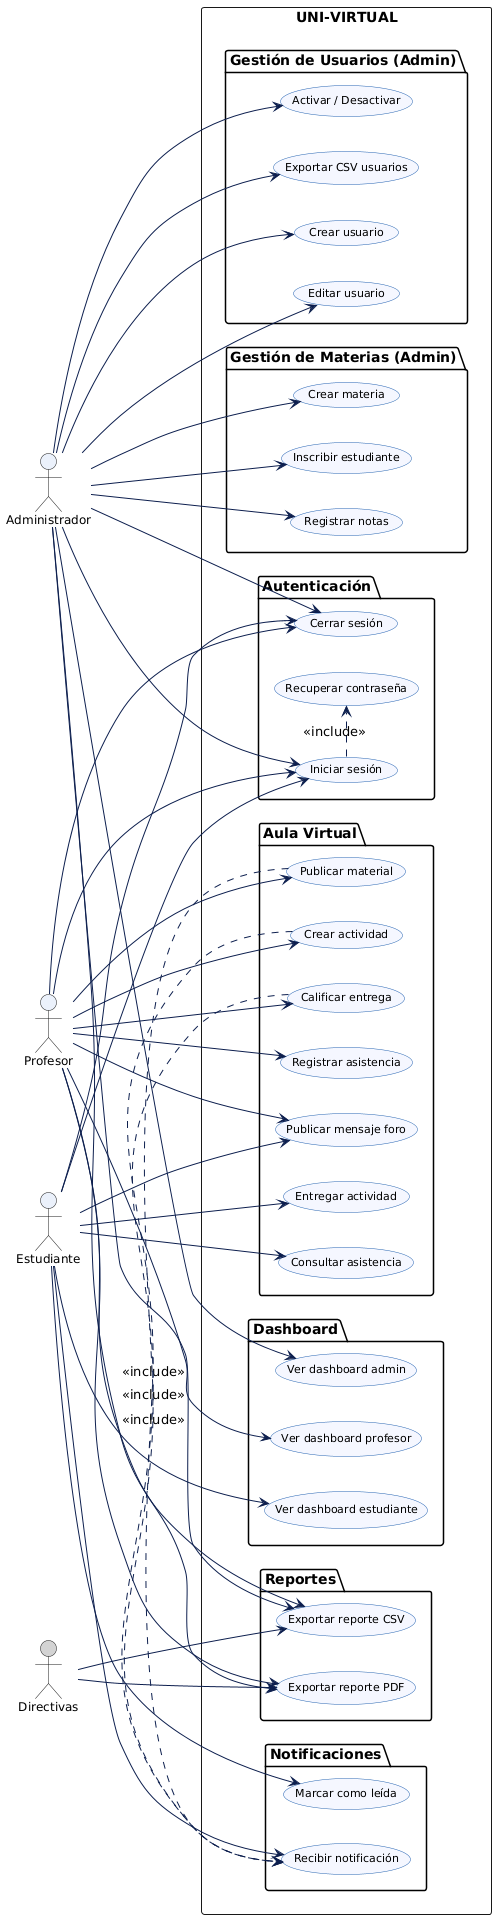 UNI-VIRTUAL
Gestión de Usuarios (Admin)
Activar / Desactivar
Exportar CSV usuarios
Crear usuario
Editar usuario
Gestión de Materias (Admin)
Crear materia
Inscribir estudiante
Registrar notas
Administrador
Autenticación
Cerrar sesión
Recuperar contraseña
«include»
Iniciar sesión
Aula Virtual
Publicar material
Crear actividad
Calificar entrega
Profesor
Registrar asistencia
Publicar mensaje foro
Entregar actividad
Estudiante
Consultar asistencia
Dashboard
Ver dashboard admin
«include»
«include»
«include»
Ver dashboard profesor
Ver dashboard estudiante
Reportes
Exportar reporte CSV
Exportar reporte PDF
Directivas
Notificaciones
Marcar como leída
Recibir notificación